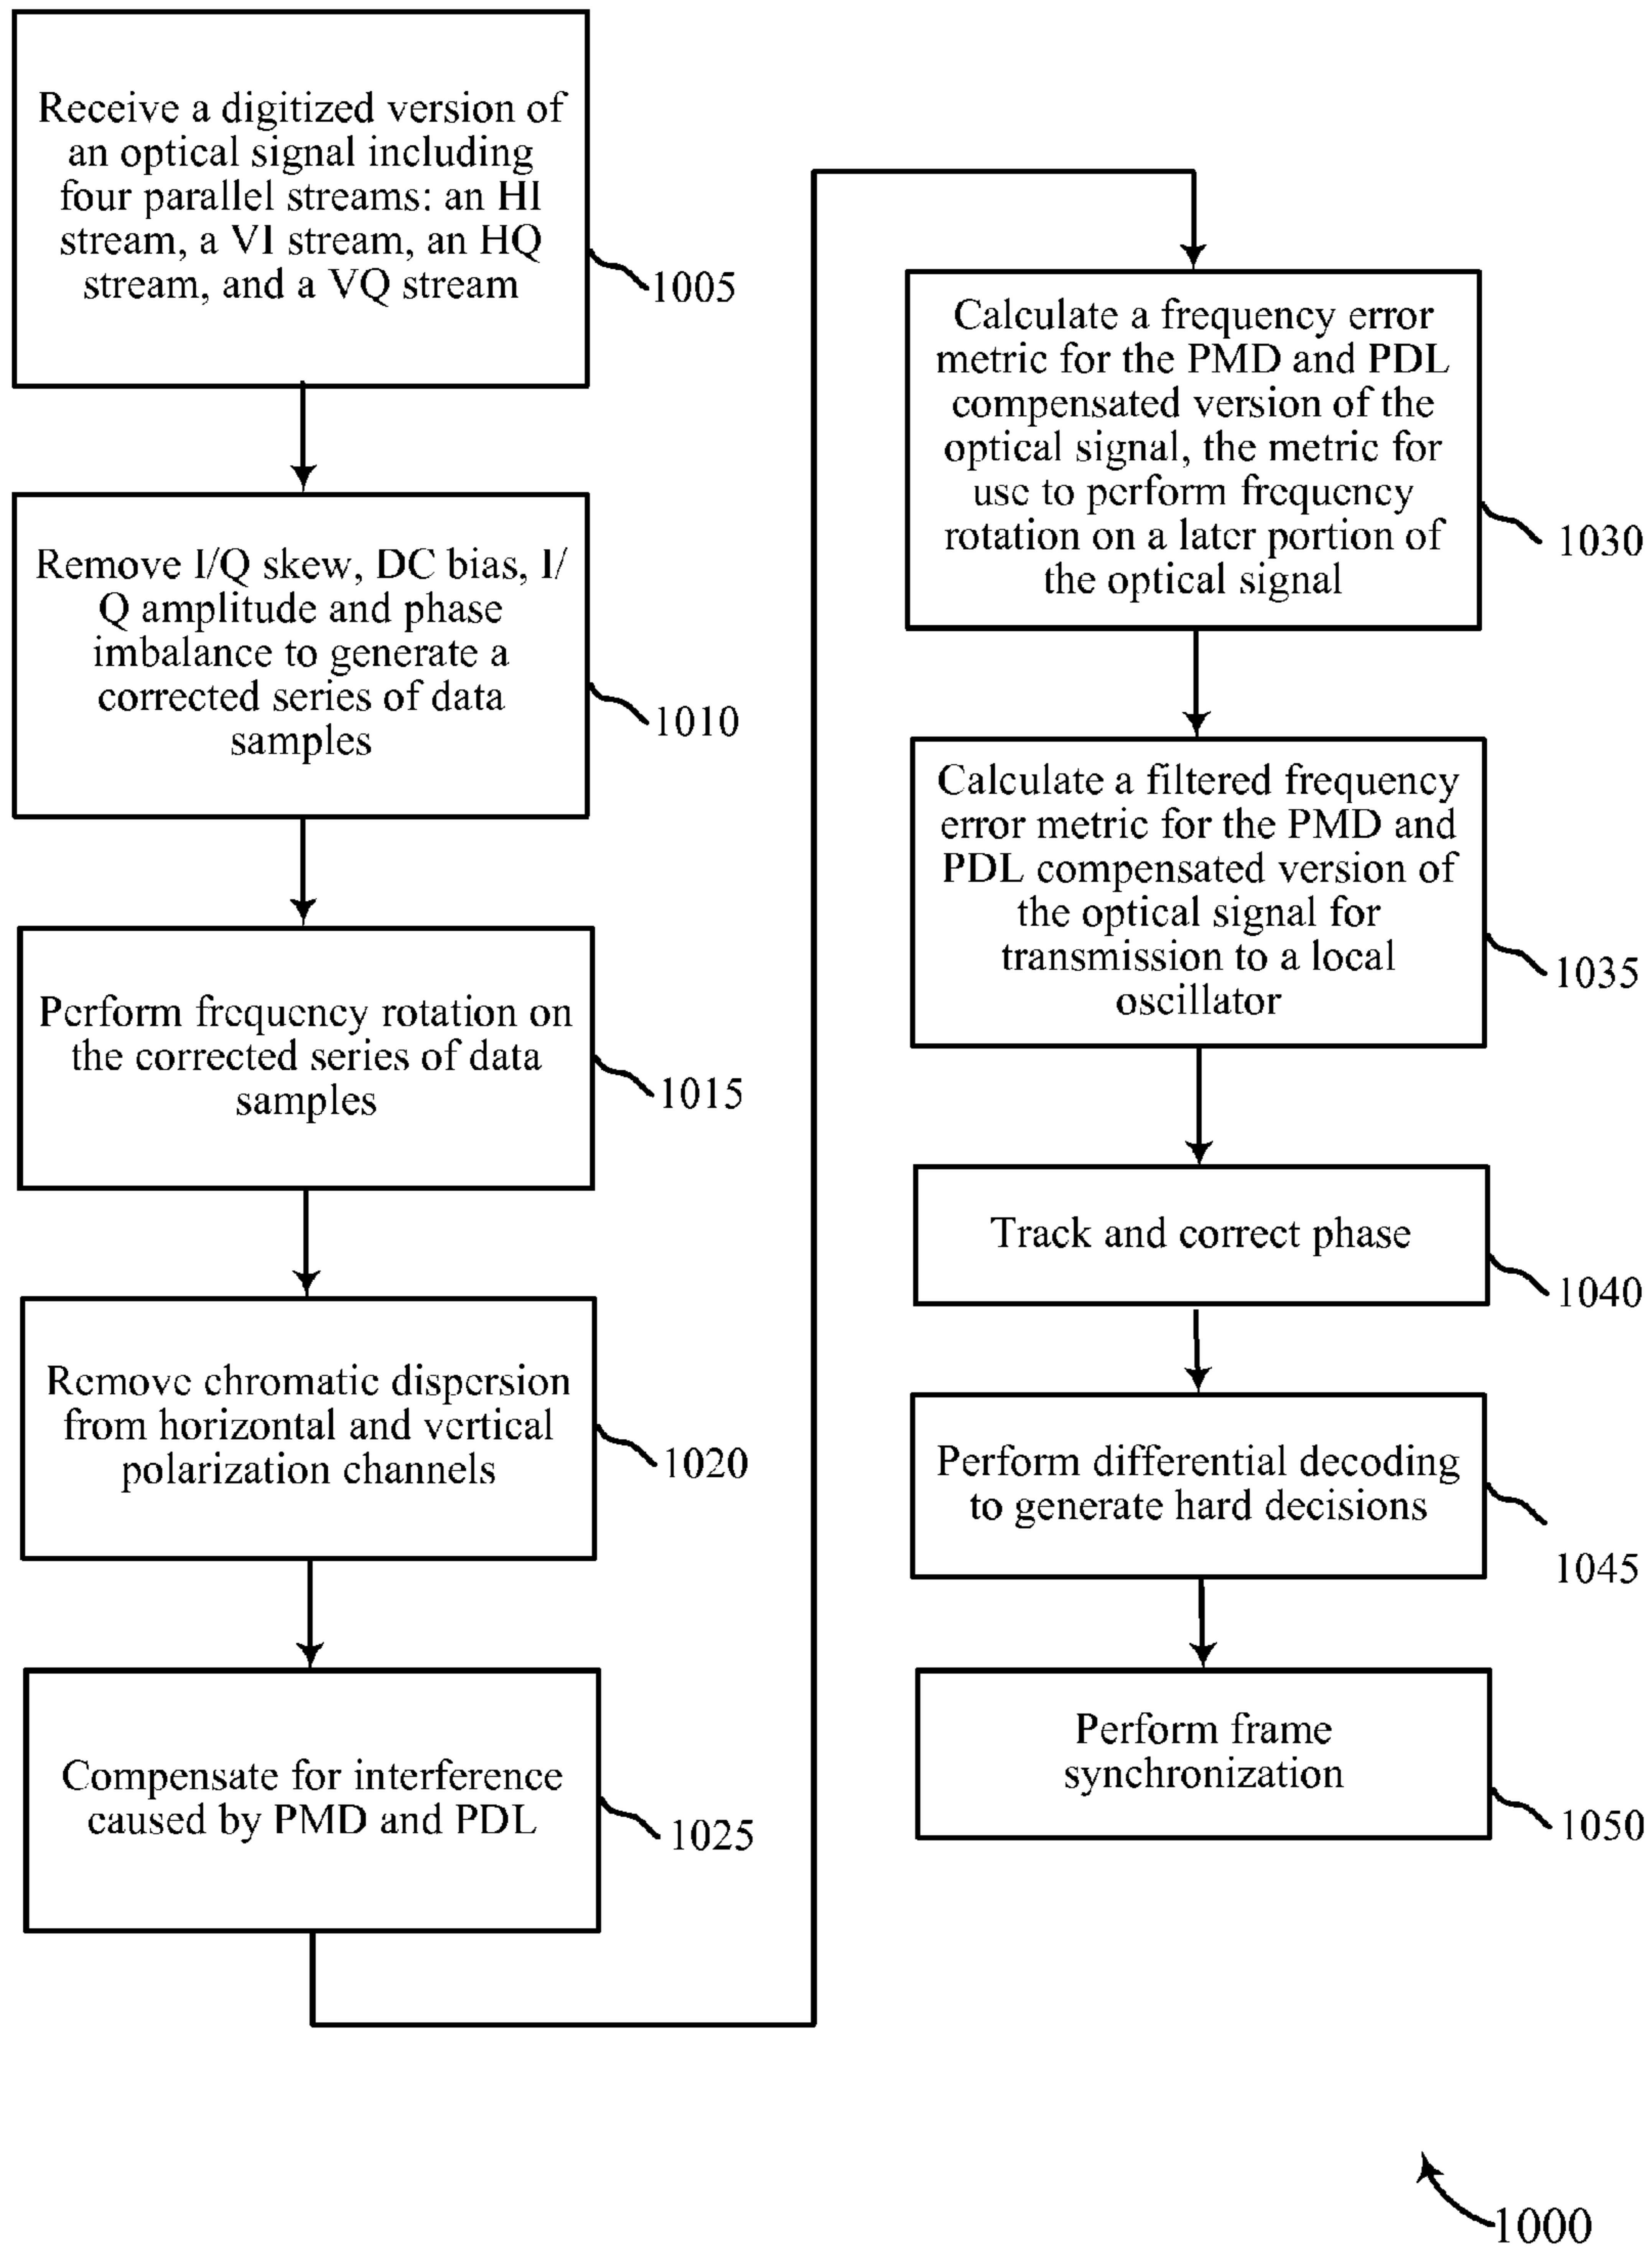 Receive a digitized version of
an optical signal including
four parallel streams: an HI
stream, a VI stream, an HQ
stream, and a VQ stream
1005
Remove I/Q skew, DC bias, I/
Q amplitude and phase
imbalance to generate a
corrected series of data
samples
1010
Perform frequency rotation on
the corrected series of data
samples
1015
Remove chromatic dispersion
from horizontal and vertical
polarization channels
1020
Compensate for interference
caused by PMD and PDL
1025
Calculate a frequency error
metric for the PMD and PDL
compensated version of the
optical signal, the metric for
use to perform frequency
rotation on a later portion of
the optical signal
1030
Calculate a filtered frequency
error metric for the PMD and
PDL compensated version of
the optical signal for
transmission to a local
oscillator
1035
Track and correct phase
1040
Perform differential decoding
to generate hard decisions
1045
Perform frame
synchronization
1050
1000